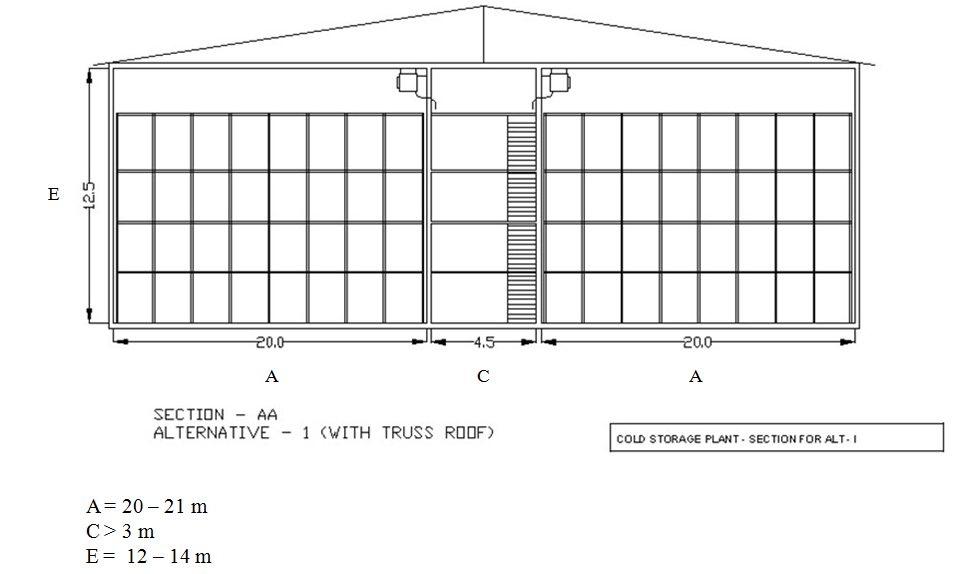 E
12.5
20.0
4.5
20.0
A
C
A
SECTION - AA
ALTERNATIVE - 1 (WITH TRUSS ROOF)
COLD STORAGE PLANT - SECTION FOR ALT- I
A = 20 – 21 m
C > 3 m
E = 12 – 14 m